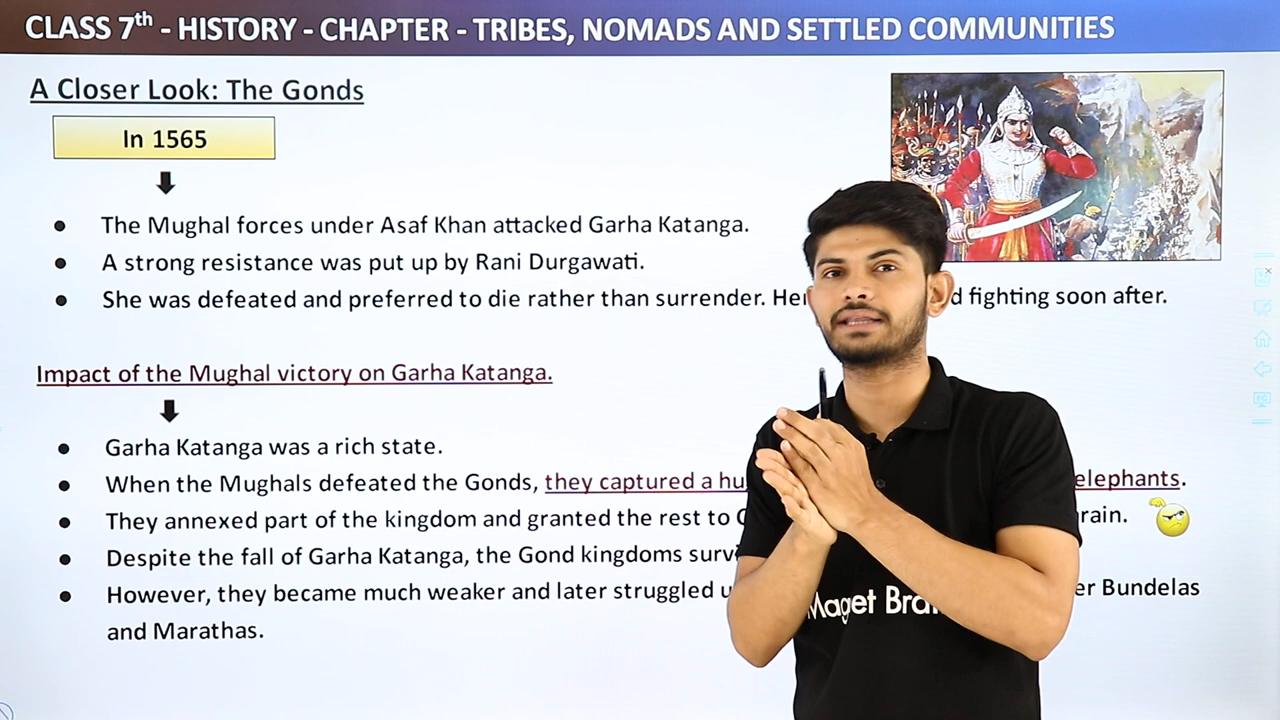 CLASS 7th - HISTORY - CHAPTER - TRIBES, NOMADS AND SETTLED COMMUNITIES
A Closer Look: The Gonds
In 1565
The Mughal forces under Asaf Khan attacked Garha Katanga.
A strong resistance was put up by Rani Durgawati.
She was defeated and preferred to die rather than surrender. fighting soon after.
Impact of the Mughal victory on Garha Katanga.
Garha Katanga was a rich state.
When the Mughals defeated the Gonds, they captured a elephants.
They annexed part of the kingdom and granted the rest to
Despite the fall of Garha Katanga, the Gond kingdoms
However, they became much weaker and later struggled Bundelas
and Marathas.
Maget